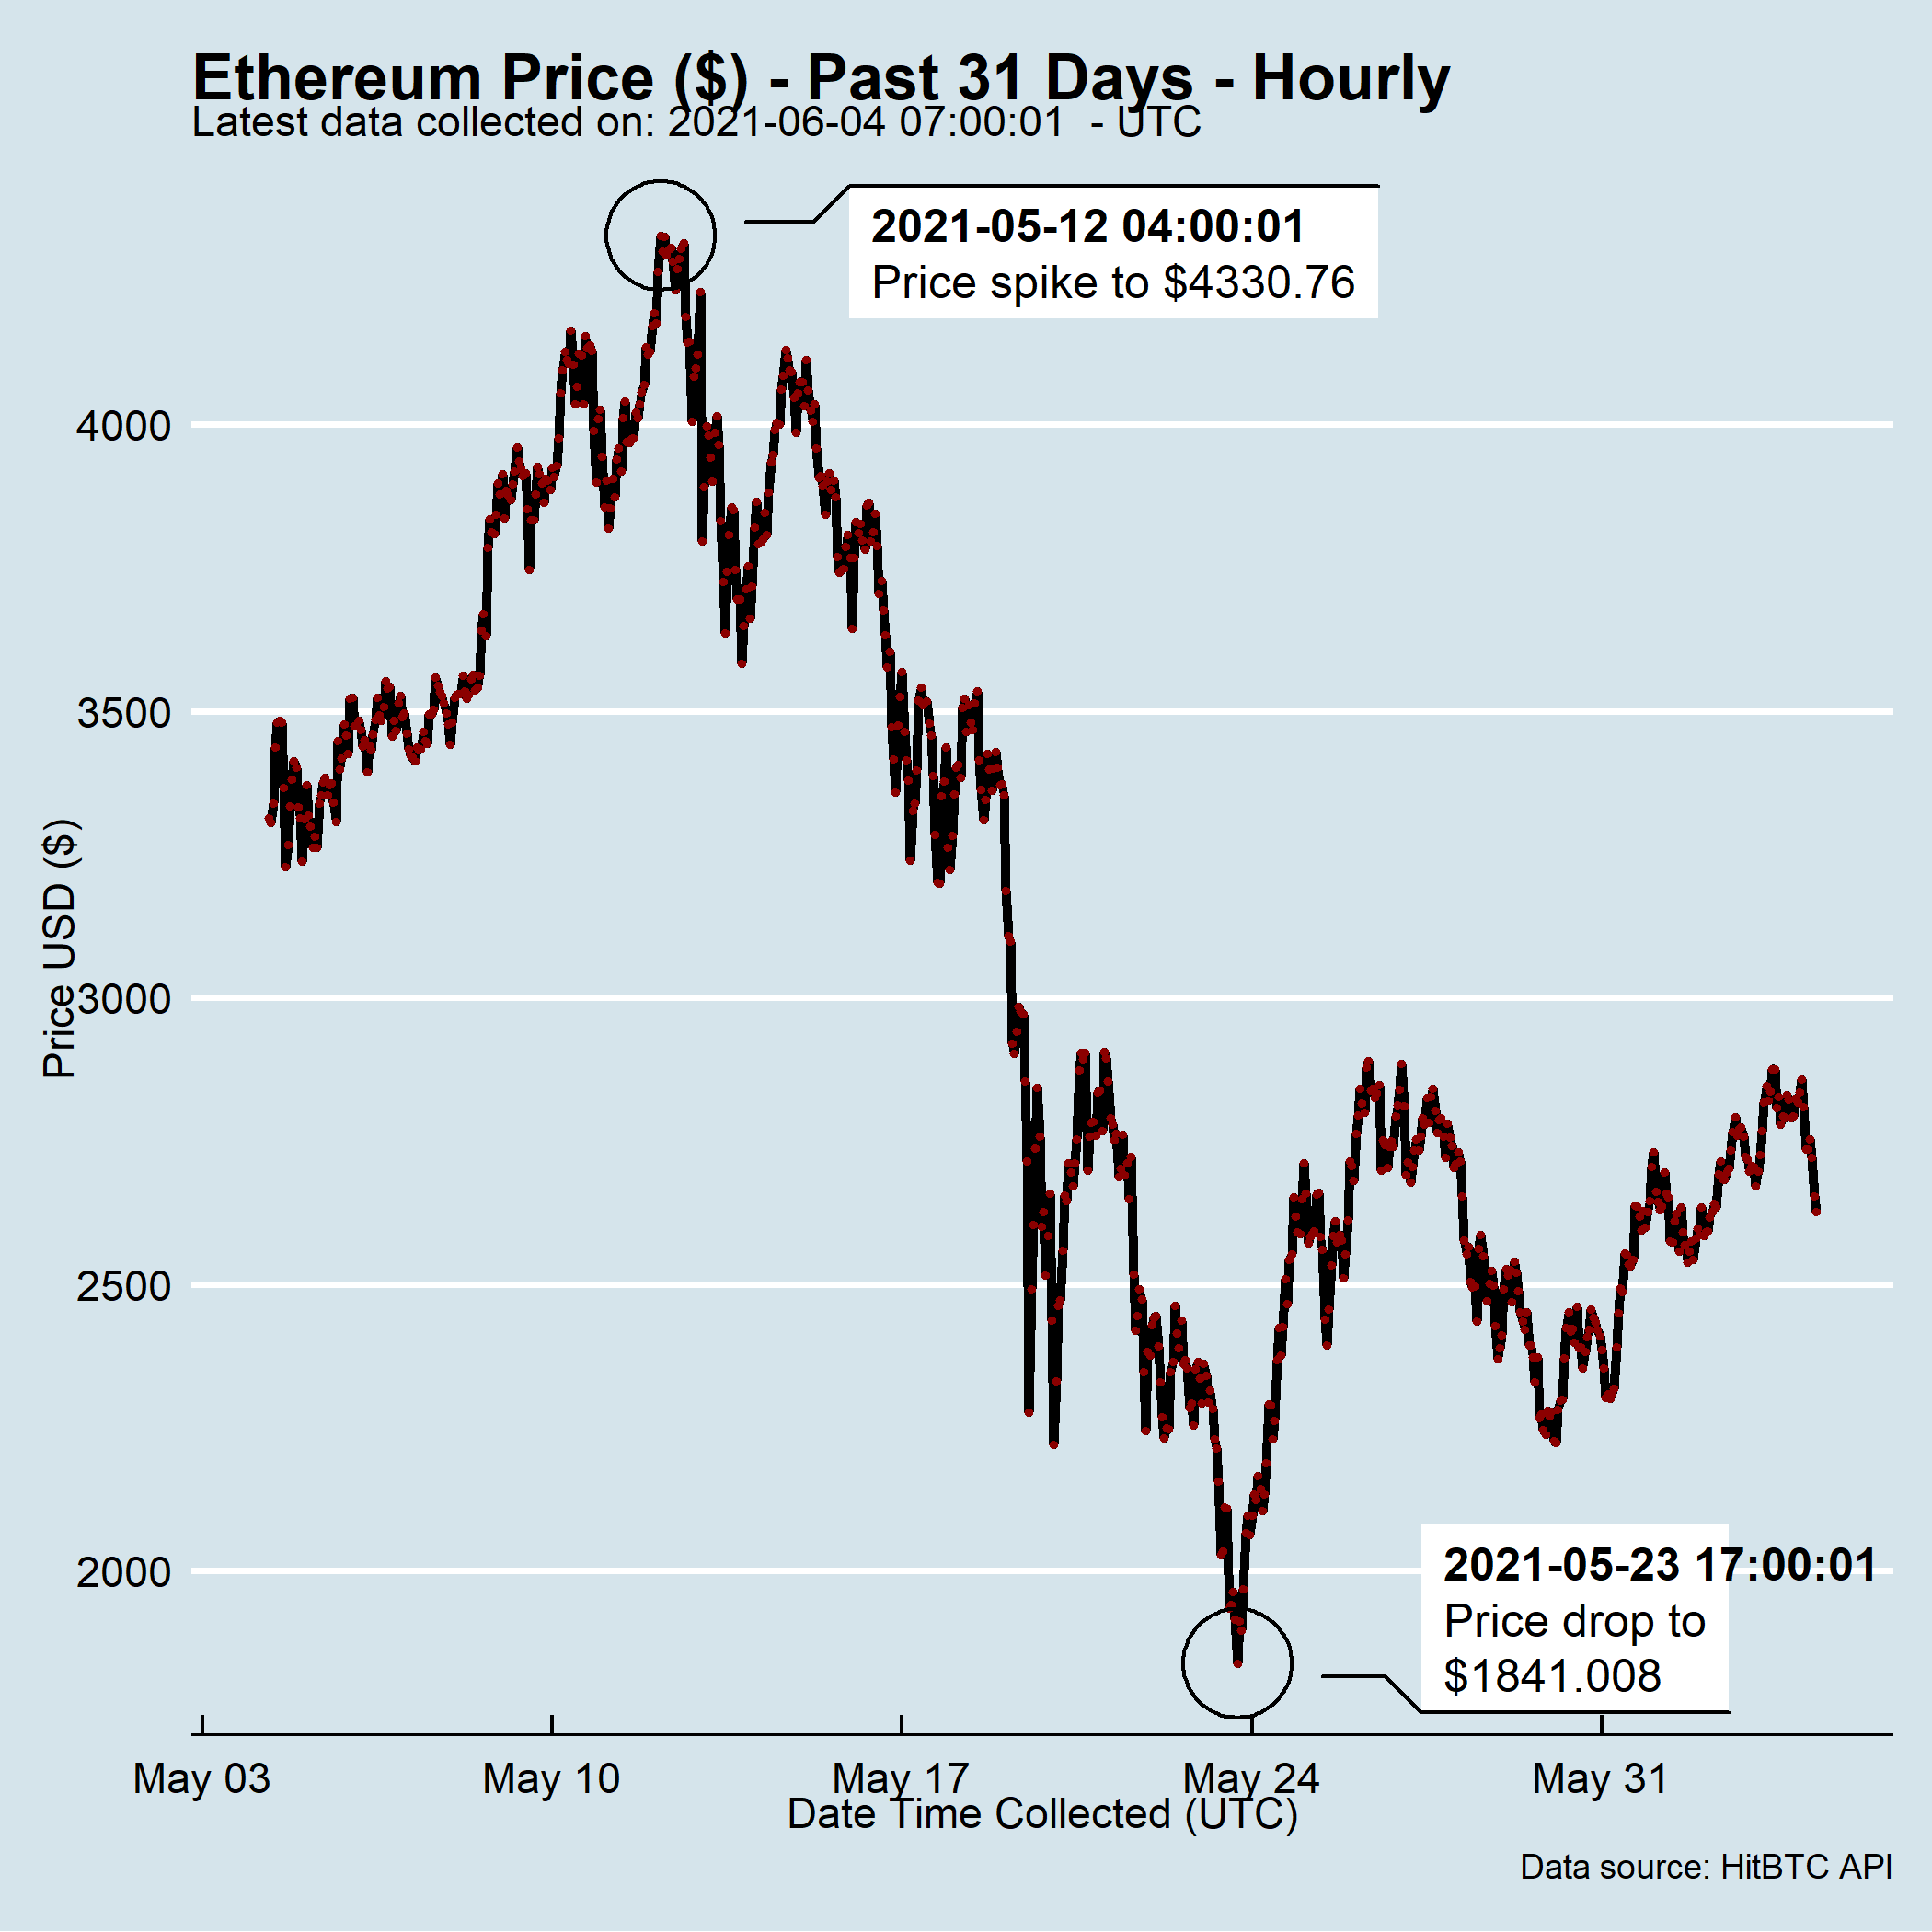 Ethereum Price ($) - Past 31 Days - Hourly
Latest data collected on: 2021-06-04 07:00:01  - UTC
2021-05-12 04:00:01
Price spike to $4330.76
4000
3500
3000
2500
2000
Price USD ($)
2021-05-23 17:00:01
Price drop to
$1841.008
May 03
May 10
May 17
May 24
May 31
Date Time Collected (UTC)
Data source: HitBTC API